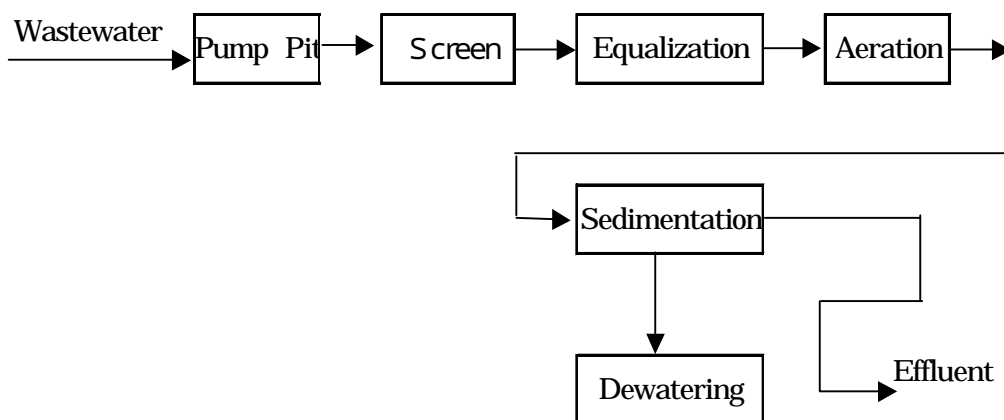 Wastewater
Pump Pit
Screen
Equalization
Aeration
Sedimentation
Dewatering
Effluent